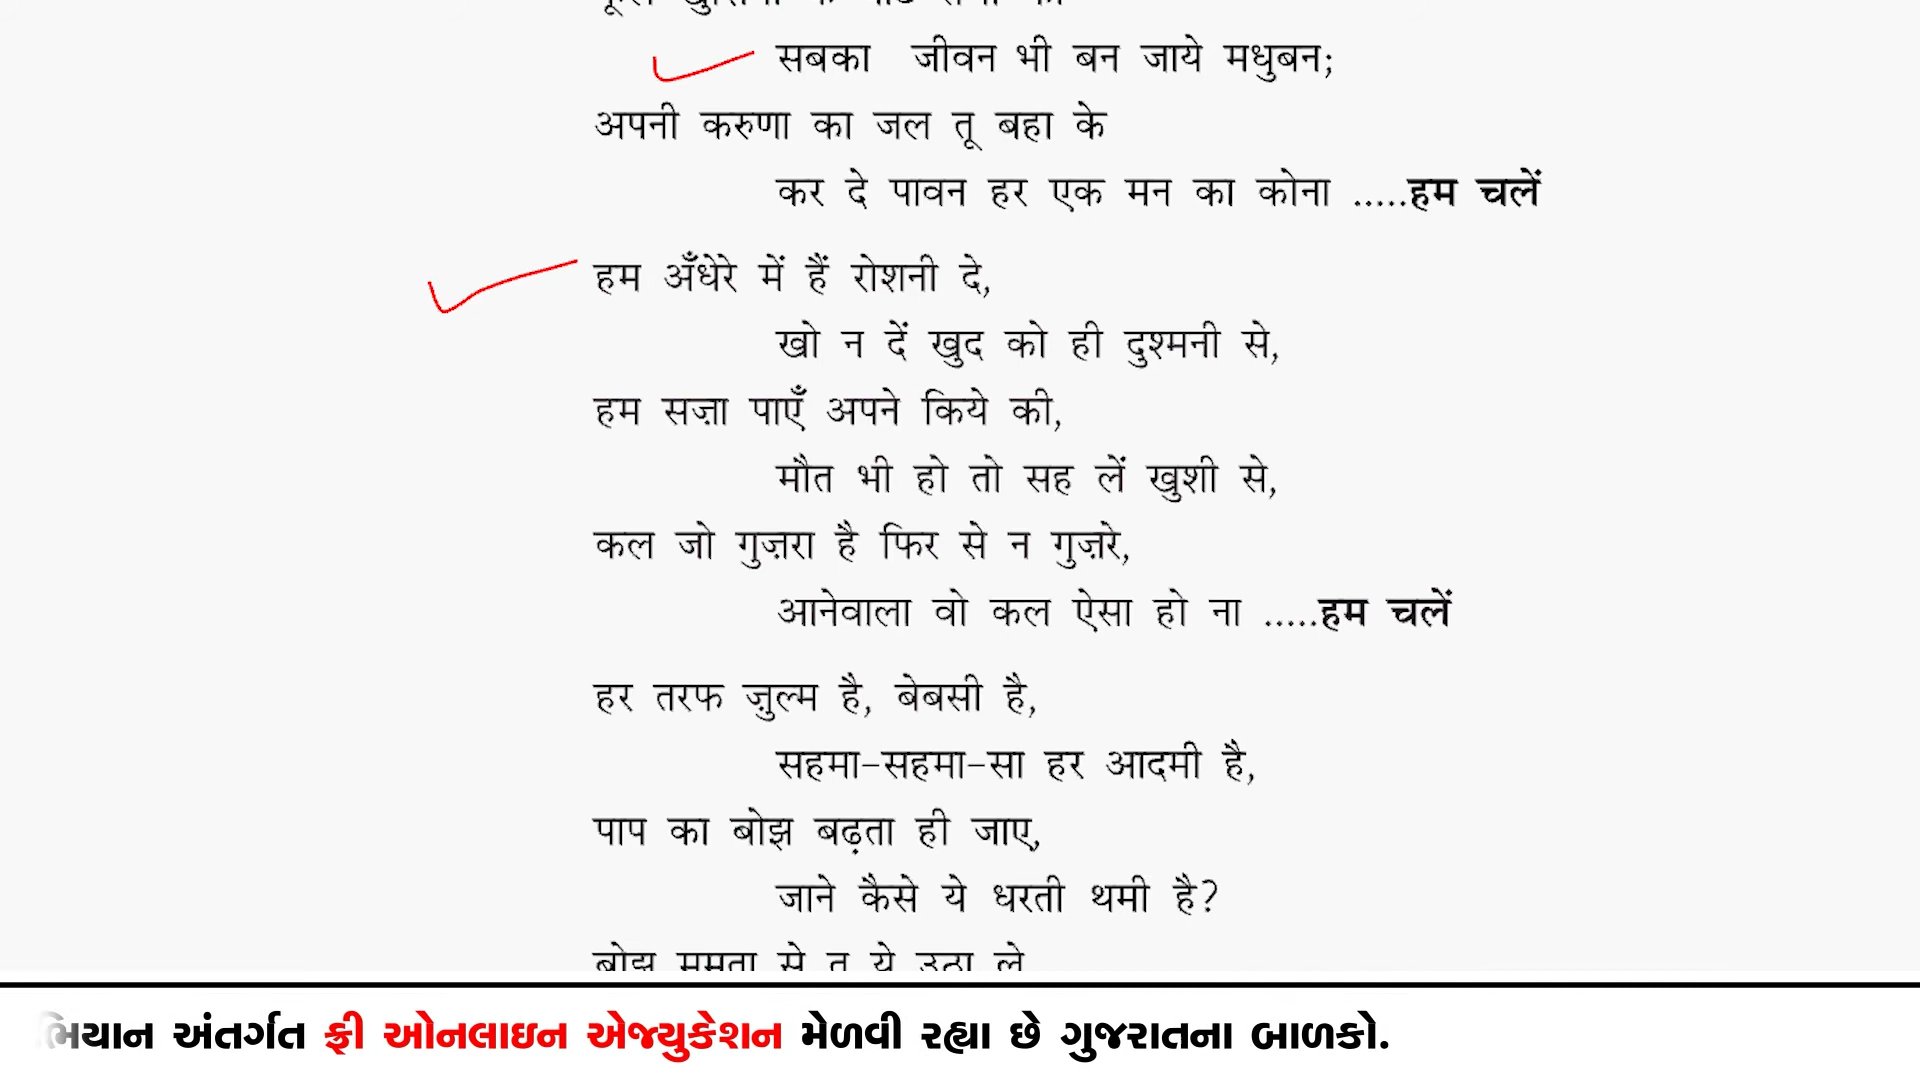 सबका जीवन भी बन जाये मधुबन;
अपनी करुणा का जल तू बहा के
कर दे पावन हर एक मन का कोना .....हम चलें
हम अँधेरे में हैं रोशनी दे,
खो न दें खुद को ही दुश्मनी से,
हम सज़ा पाएँ अपने किये की,
मौत भी हो तो सह लें खुशी से,
कल जो गुज़रा है फिर से न गुज़रे,
आनेवाला वो कल ऐसा हो ना .....हम चलें
हर तरफ ज़ुल्म है, बेबसी है,
सहमा-सहमा-सा हर आदमी है,
पाप का बोझ बढ़ता ही जाए,
जाने कैसे ये धरती थमी है?
बोझ ममता से तू ये उठा ले
ભિયાન અંતર્ગત ફ્રી ઓનલાઇન એજ્યુકેશન મેળવી રહ્યા છે ગુજરાતના બાળકો.